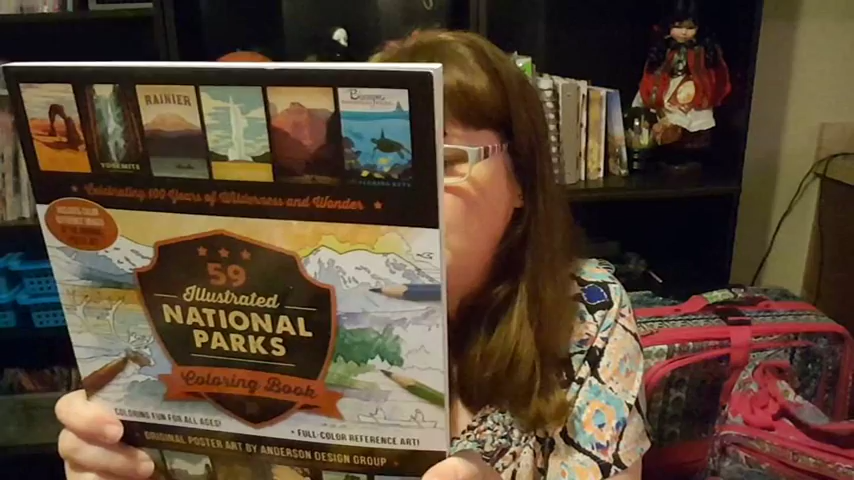 RAINIER
YOSEMITE
Biscayne
Celebrating 100 Years of Wilderness and Wonder
59
Illustrated
NATIONAL
PARKS
Coloring Book
COLORING FUN FOR ALL AGES!
• FULL-COLOR REFERENCE ART!
ORIGINAL POSTER ART BY ANDERSON DESIGN GROUP